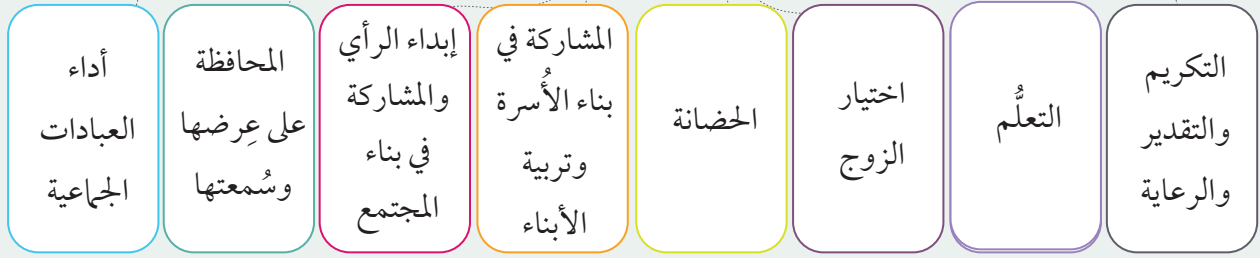 التكريم
والتقدير
والرعاية
التعلُّم
اختيار
الزوج
الحضانة
المشاركة في
بناء الأُسرة
وتربية
الأبناء
إبداء الرأي
والمشاركة
في بناء
المجتمع
المحافظة
على عِرضها
وسُمعتها
أداء
العبادات
الجماعية